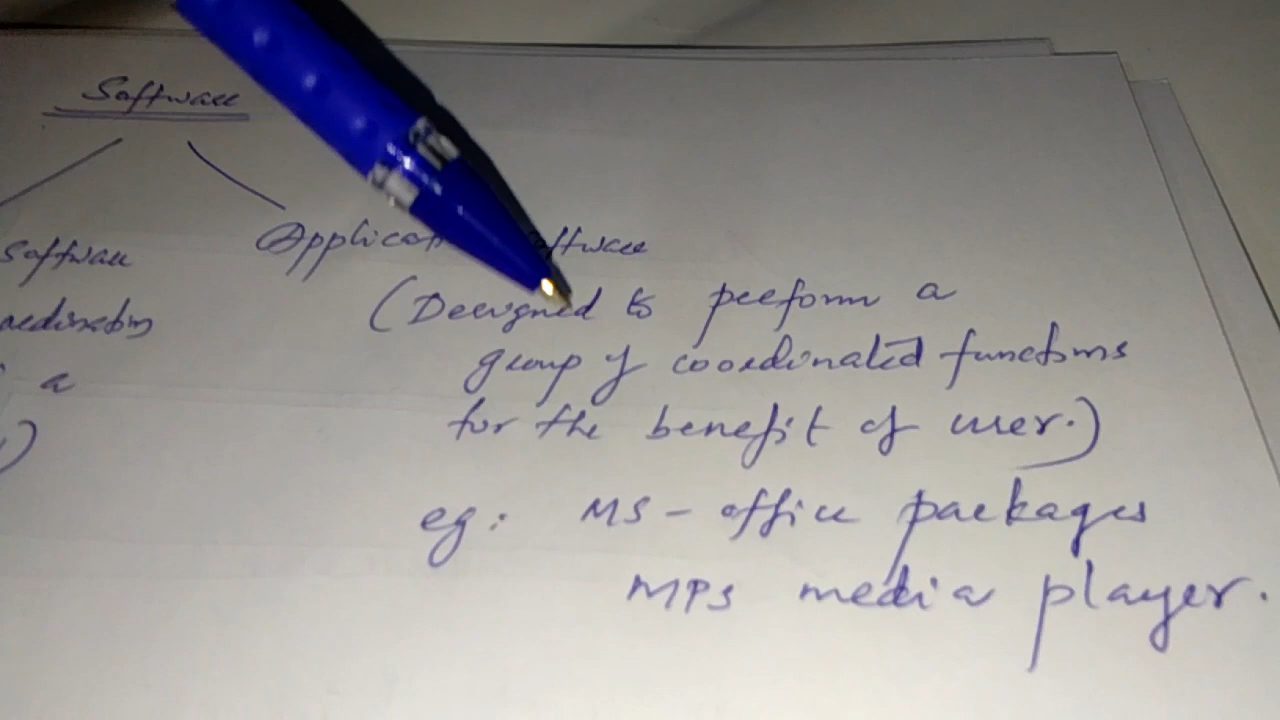 Software
Software
Application Software
(Designed to perform a
a
group of coordinated functions
for the benefit of user.)
eg: MS-office packages
MP3 media player.